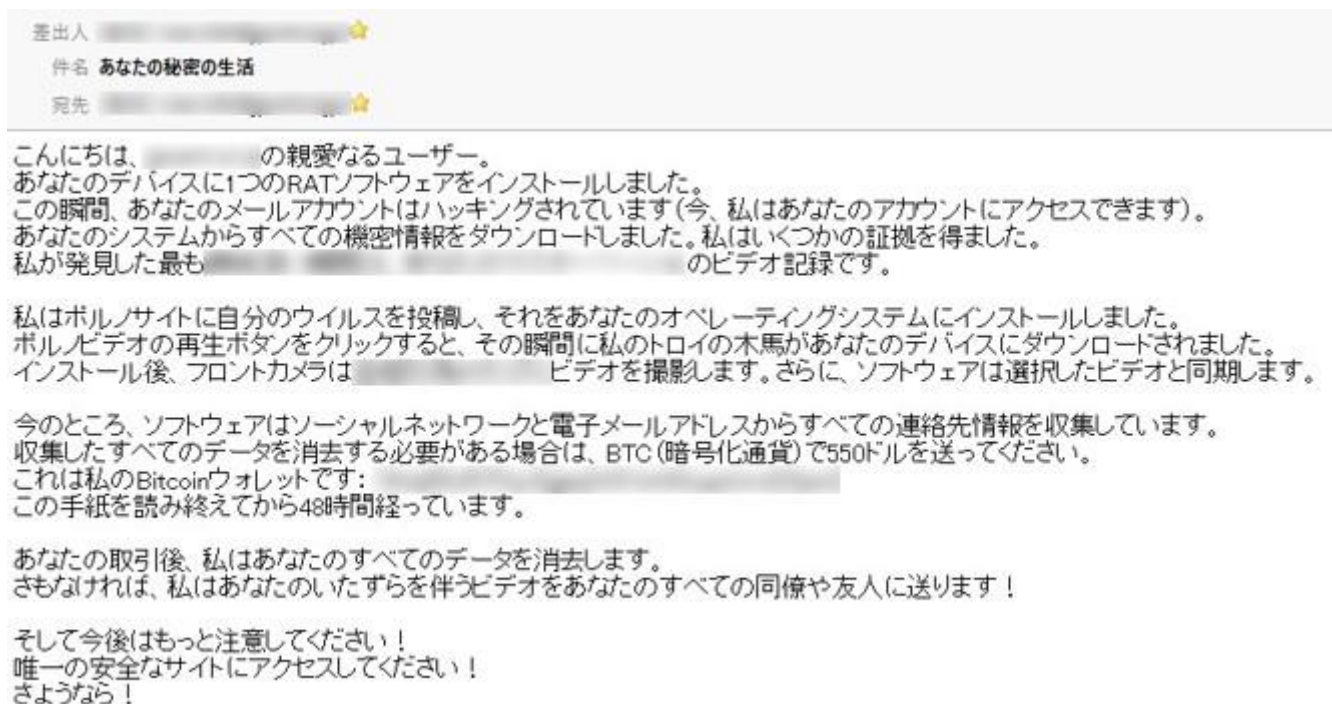 差出人
件名 あなたの秘密の生活
宛先
こんにちは、 の親愛なるユーザー。
あなたのデバイスに1つのRATソフトウェアをインストールしました。
この瞬間、あなたのメールアカウントはハッキングされています(今、私はあなたのアカウントにアクセスできます)。
あなたのシステムからすべての機密情報をダウンロードしました。私はいくつかの証拠を得ました。
私が発見した最も のビデオ記録です。
私はポルノサイトに自分のウイルスを投稿し、それをあなたのオペレーティングシステムにインストールしました。
ポルノビデオの再生ボタンをクリックすると、その瞬間に私のトロイの木馬があなたのデバイスにダウンロードされました。
インストール後、フロントカメラは ビデオを撮影します。さらに、ソフトウェアは選択したビデオと同期します。
今のところ、ソフトウェアはソーシャルネットワークと電子メールアドレスからすべての連絡先情報を収集しています。
収集したすべてのデータを消去する必要がある場合は、BTC(暗号化通貨)で550ドルを送ってください。
これは私のBitcoinウォレットです:
この手紙を読み終えてから48時間経っています。
あなたの取引後、私はあなたのすべてのデータを消去します。
さもなければ、私はあなたのいたずらを伴うビデオをあなたのすべての同僚や友人に送ります!
そして今後はもっと注意してください!
唯一の安全なサイトにアクセスしてください!
さようなら!